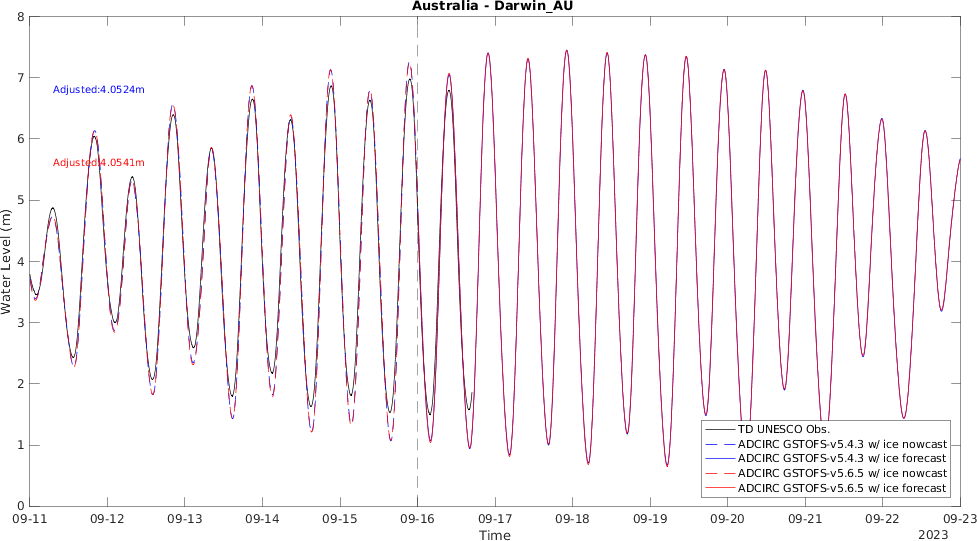 Australia - Darwin_AU
8
7
6
5
4
3
2
1
0
Water Level (m)
Adjusted:4.0524m
Adjusted:4.0541m
TD UNESCO Obs.
ADCIRC GSTOFS-v5.4.3 w/ ice nowcast
ADCIRC GSTOFS-v5.4.3 w/ ice forecast
ADCIRC GSTOFS-v5.6.5 w/ ice nowcast
ADCIRC GSTOFS-v5.6.5 w/ ice forecast
09-11 09-12 09-13 09-14 09-15 09-16 09-17 09-18 09-19 09-20 09-21 09-22 09-23
Time
2023